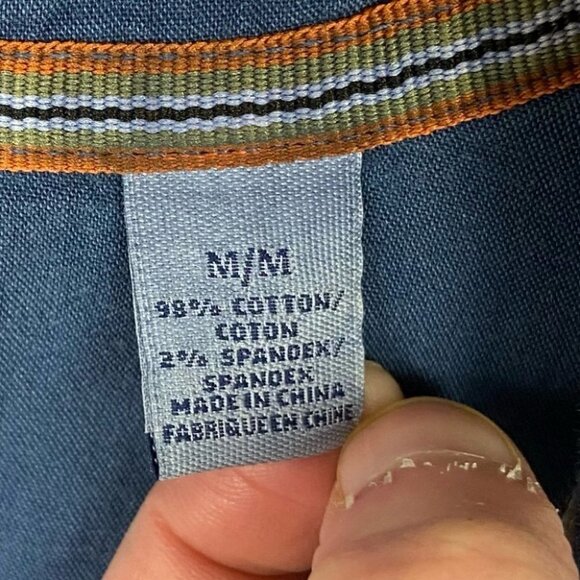 M/M
98% COTTON/
COTON
2% SPANDEX/
SPANDEX
MADE IN CHINA
FABRIQUE EN CHINE